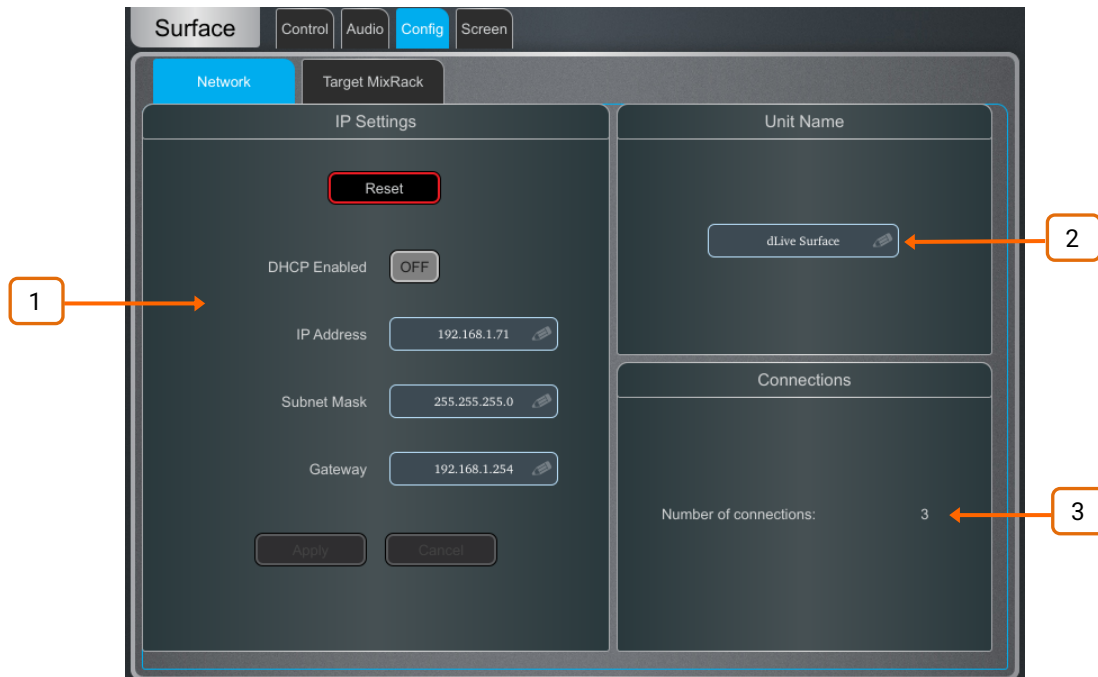 Surface
Control Audio Config Screen
Network Target MixRack
IP Settings
Reset
DHCP Enabled OFF
IP Address 192.168.1.71
Subnet Mask 255.255.255.0
Gateway 192.168.1.254
Apply Cancel
Unit Name
dLive Surface
Connections
Number of connections: 3
1
2
3